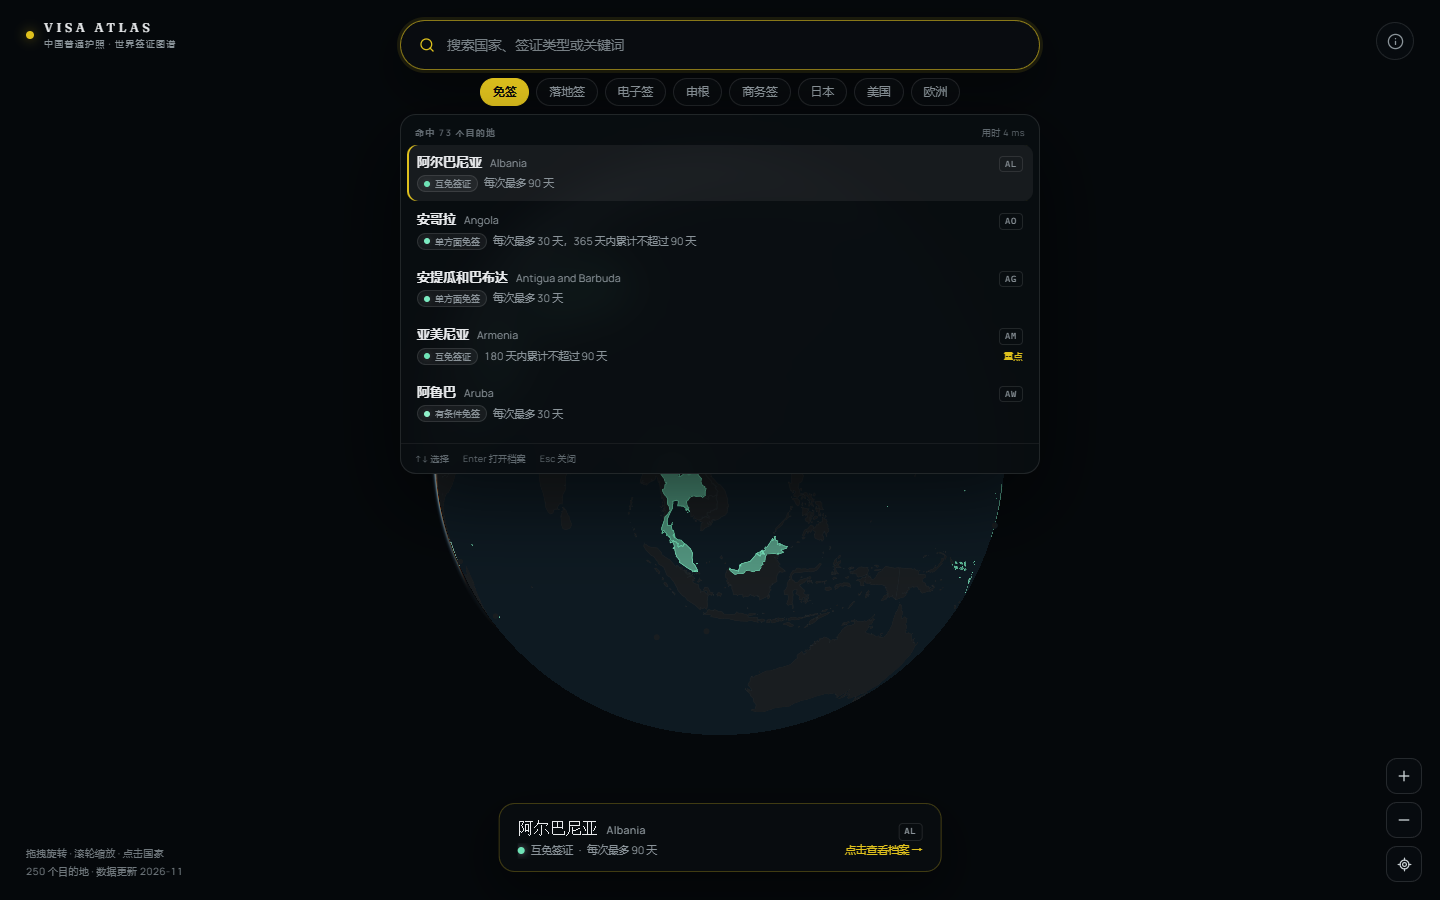 VISA ATLAS
中国普通护照 · 世界签证图谱
搜索国家、签证类型或关键词
免签 落地签 电子签 申根 商务签 日本 美国 欧洲
命中 73 个目的地 用时 4 ms
阿尔巴尼亚 Albania AL
互免签证 每次最多 90 天
安哥拉 Angola AO
单方面免签 每次最多 30 天，365 天内累计不超过 90 天
安提瓜和巴布达 Antigua and Barbuda AG
单方面免签 每次最多 30 天
亚美尼亚 Armenia AM
互免签证 180 天内累计不超过 90 天 重点
阿鲁巴 Aruba AW
有条件免签 每次最多 30 天
↑↓ 选择 Enter 打开档案 Esc 关闭
阿尔巴尼亚 Albania AL
互免签证 · 每次最多 90 天 点击查看档案 →
拖拽旋转 · 滚轮缩放 · 点击国家
250 个目的地 · 数据更新 2026-11